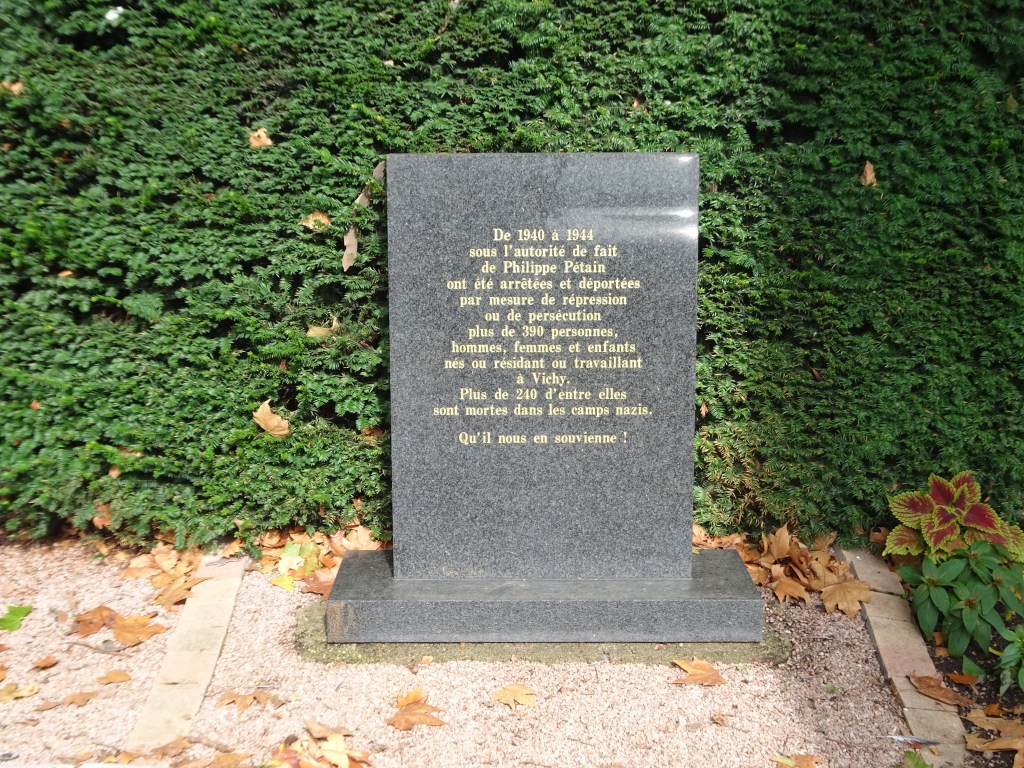 De 1940 à 1944
sous l'autorité de fait
de Philippe Pétain
ont été arrêtées et déportées
par mesure de répression
ou de persécution
plus de 390 personnes,
hommes, femmes et enfants
nés ou résidant ou travaillant
à Vichy.
Plus de 240 d'entre elles
sont mortes dans les camps nazis.
Qu'il nous en souvienne !